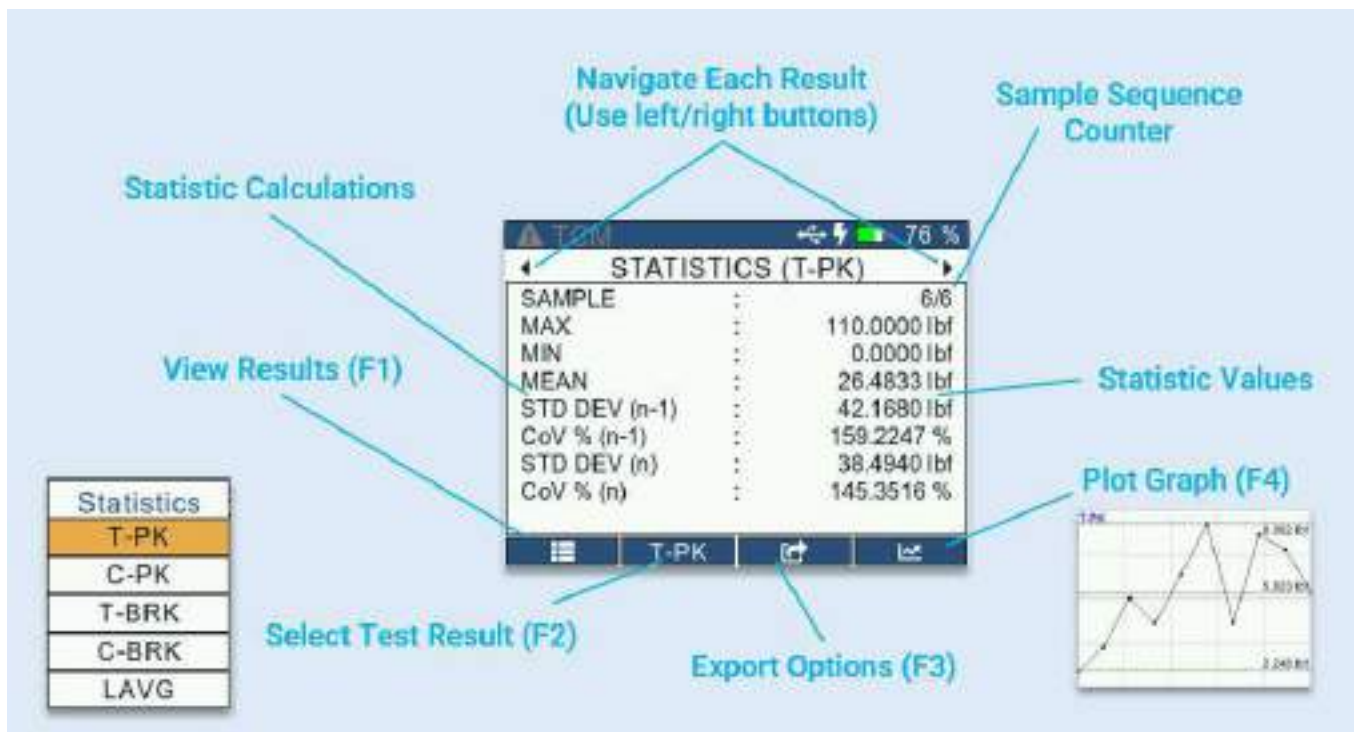 Navigate Each Result
(Use left/right buttons)
Sample Sequence
Counter
Statistic Calculations
TOM
76 %
STATISTICS (T-PK)
SAMPLE : 6/6
MAX : 110.0000 lbf
MIN : 0.0000 lbf
MEAN : 26.4833 lbf
STD DEV (n-1) : 42.1680 lbf
CoV % (n-1) : 159.2247 %
STD DEV (n) : 38.4940 lbf
CoV % (n) : 145.3516 %
View Results (F1)
Statistic Values
T-PK
Statistics
T-PK
C-PK
T-BRK
C-BRK
LAVG
Select Test Result (F2)
Export Options (F3)
Plot Graph (F4)
T-PK